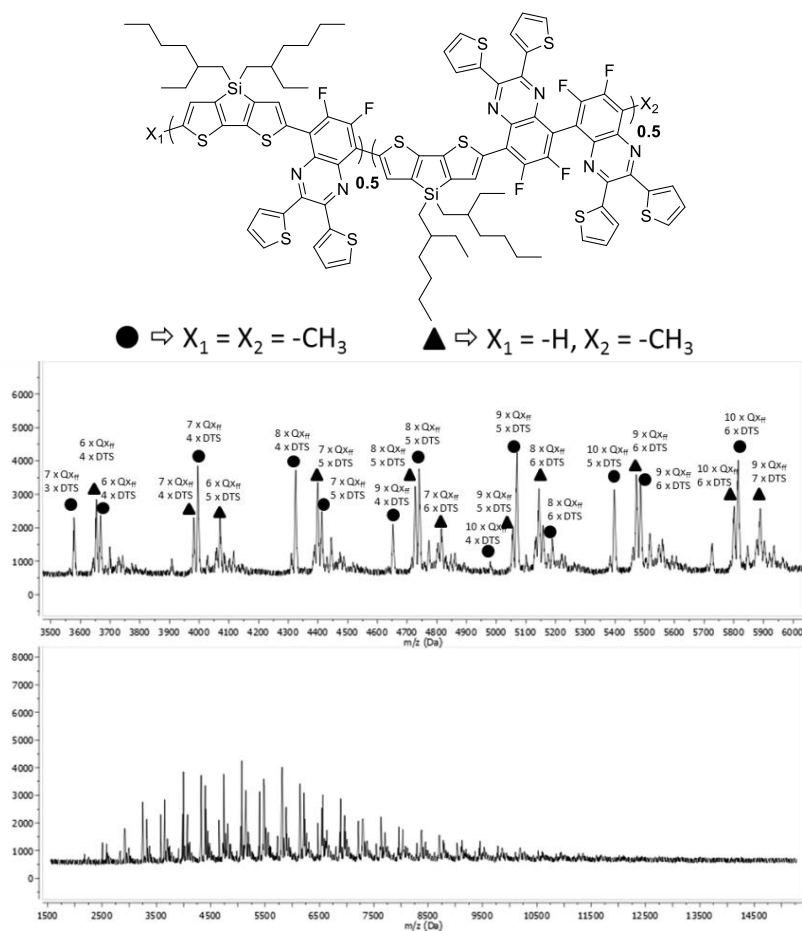 S S
S S
Si F F
N N
F F
X₁ S S N N S S F F N N X₂
0.5
0.5
Si F F
S S
S S
● ⇨ X₁ = X₂ = -CH₃ ▲ ⇨ X₁ = -H, X₂ = -CH₃
7 x Qxff
3 x DTS
6 x Qxff
4 x DTS
6 x Qxff
4 x DTS
7 x Qxff
4 x DTS
7 x Qxff
4 x DTS
6 x Qxff
5 x DTS
8 x Qxff
4 x DTS
7 x Qxff
5 x DTS
7 x Qxff
5 x DTS
9 x Qxff
4 x DTS
8 x Qxff
5 x DTS
8 x Qxff
5 x DTS
7 x Qxff
6 x DTS
10 x Qxff
4 x DTS
9 x Qxff
5 x DTS
9 x Qxff
5 x DTS
8 x Qxff
6 x DTS
8 x Qxff
6 x DTS
10 x Qxff
5 x DTS
9 x Qxff
6 x DTS
9 x Qxff
6 x DTS
10 x Qxff
6 x DTS
10 x Qxff
6 x DTS
9 x Qxff
7 x DTS
6000
5000
4000
3000
2000
1000
0
3500 3600 3700 3800 3900 4000 4100 4200 4300 4400 4500 4600 4700 4800 4900 5000 5100 5200 5300 5400 5500 5600 5700 5800 5900 6000
m/z (Da)
8000
7000
6000
5000
4000
3000
2000
1000
0
1500 2500 3500 4500 5500 6500 7500 8500 9500 10500 11500 12500 13500 14500
m/z (Da)